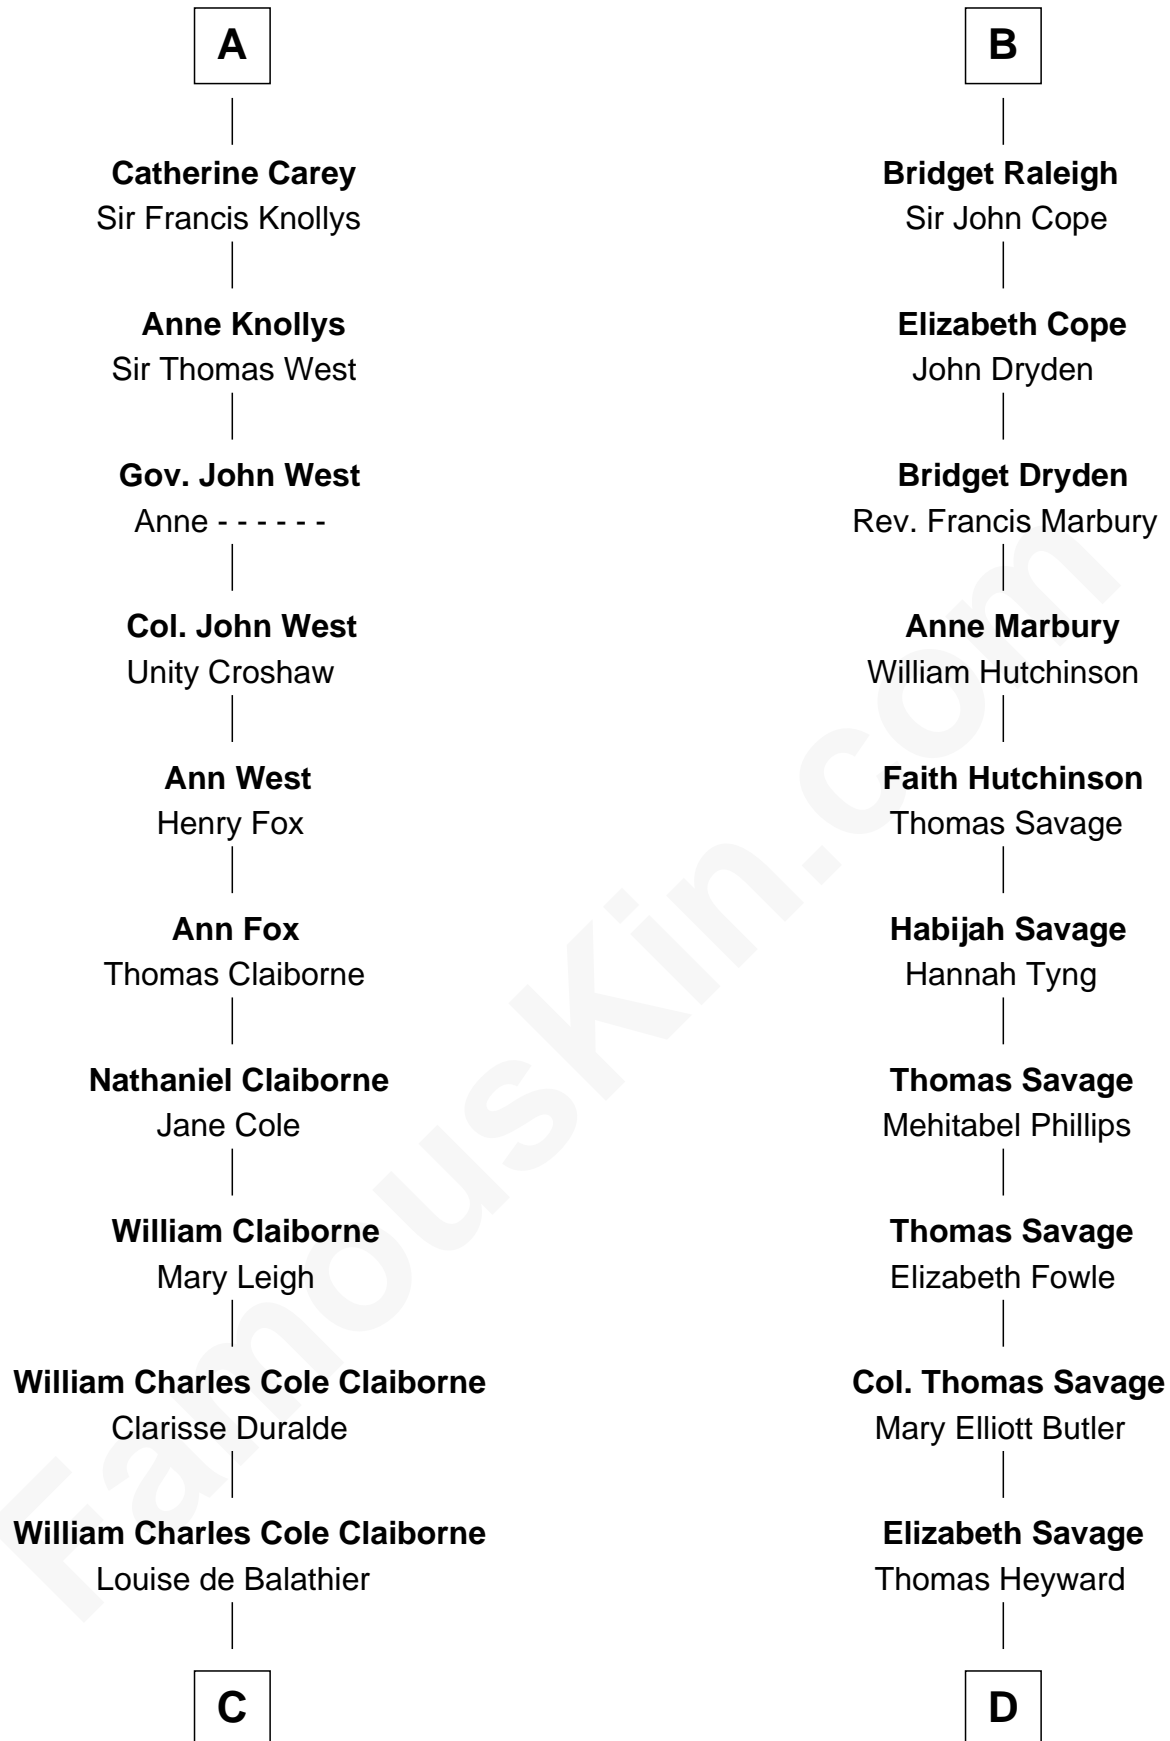 A
Catherine Carey
Sir Francis Knollys
Anne Knollys
Sir Thomas West
Gov. John West
Anne - - - - - -
Col. John West
Unity Croshaw
Ann West
Henry Fox
Ann Fox
Thomas Claiborne
Nathaniel Claiborne
Jane Cole
William Claiborne
Mary Leigh
William Charles Cole Claiborne
Clarisse Duralde
William Charles Cole Claiborne
Louise de Balathier
C
B
Bridget Raleigh
Sir John Cope
Elizabeth Cope
John Dryden
Bridget Dryden
Rev. Francis Marbury
Anne Marbury
William Hutchinson
Faith Hutchinson
Thomas Savage
Habijah Savage
Hannah Tyng
Thomas Savage
Mehitabel Phillips
Thomas Savage
Elizabeth Fowle
Col. Thomas Savage
Mary Elliott Butler
Elizabeth Savage
Thomas Heyward
D
FamousKin.com